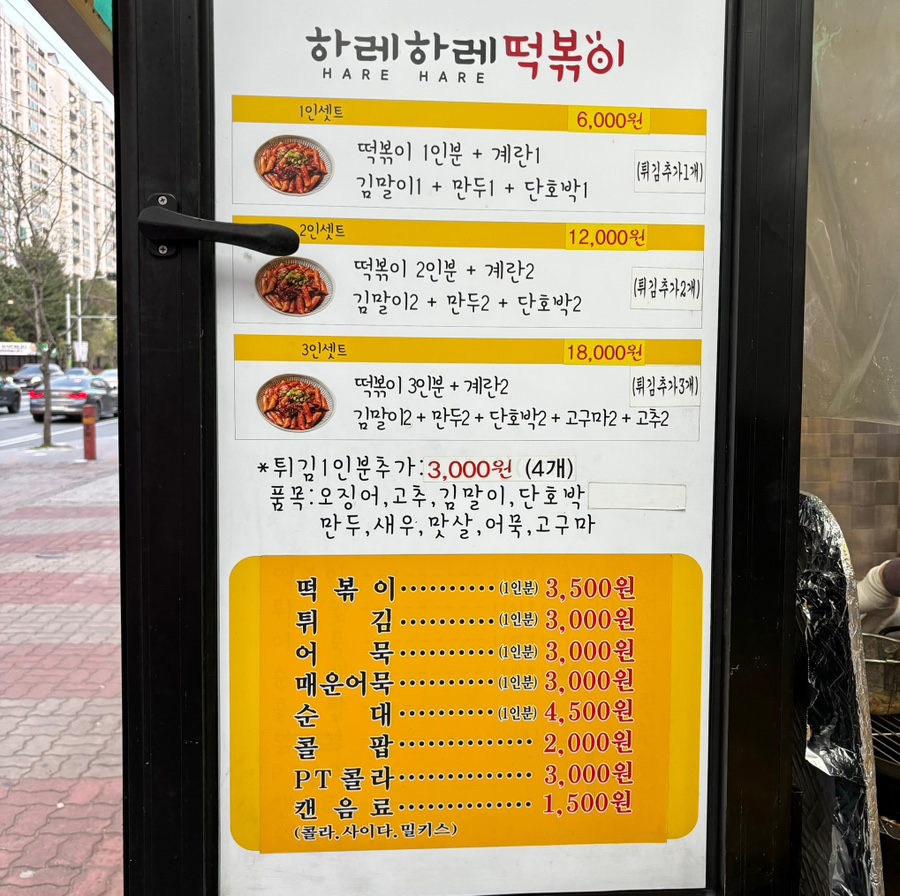 하레하레떡볶이
HARE HARE
1인셋트 6,000원
떡볶이 1인분 + 계란1
김말이1 + 만두1 + 단호박1
(튀김추가1개)
2인셋트 12,000원
떡볶이 2인분 + 계란2
김말이2 + 만두2 + 단호박2
(튀김추가2개)
3인셋트 18,000원
떡볶이 3인분 + 계란2
김말이2 + 만두2 + 단호박2 + 고구마2 + 고추2
(튀김추가3개)
*튀김1인분추가:3,000원 (4개)
품목:오징어,고추,김말이,단호박
만두,새우,맛살,어묵,고구마
떡볶이··········(1인분) 3,500원
튀김··········(1인분) 3,000원
어묵··········(1인분) 3,000원
매운어묵··········(1인분) 3,000원
순대··········(1인분) 4,500원
콜팝·············· 2,000원
PT콜라·············· 3,000원
캔음료·············· 1,500원
(콜라.사이다.밀키스)